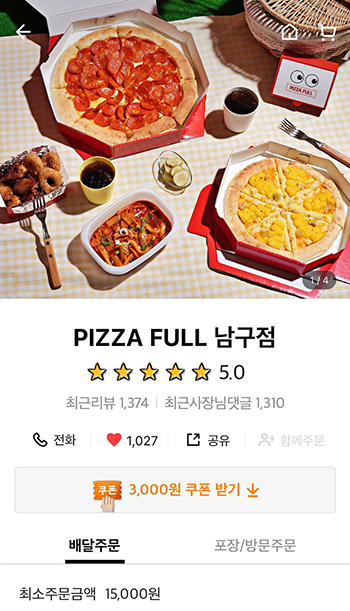 PIZZA FULL
1 / 4
PIZZA FULL 남구점
5.0
최근리뷰 1,374 | 최근사장님댓글 1,310
전화 1,027 공유 함께주문
쿠폰 3,000원 쿠폰 받기
배달주문 포장/방문주문
최소주문금액 15,000원